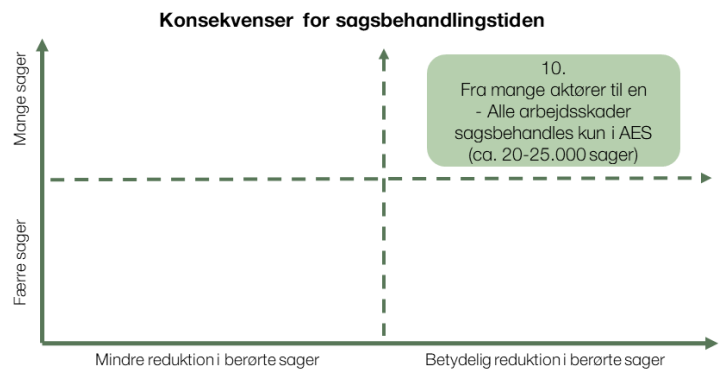 Konsekvenser for sagsbehandlingstiden
Mange sager
10.
Fra mange aktører til en
- Alle arbejdsskader
sagsbehandles kun i AES
(ca. 20-25.000 sager)
Færre sager
Mindre reduktion i berørte sager
Betydelig reduktion i berørte sager